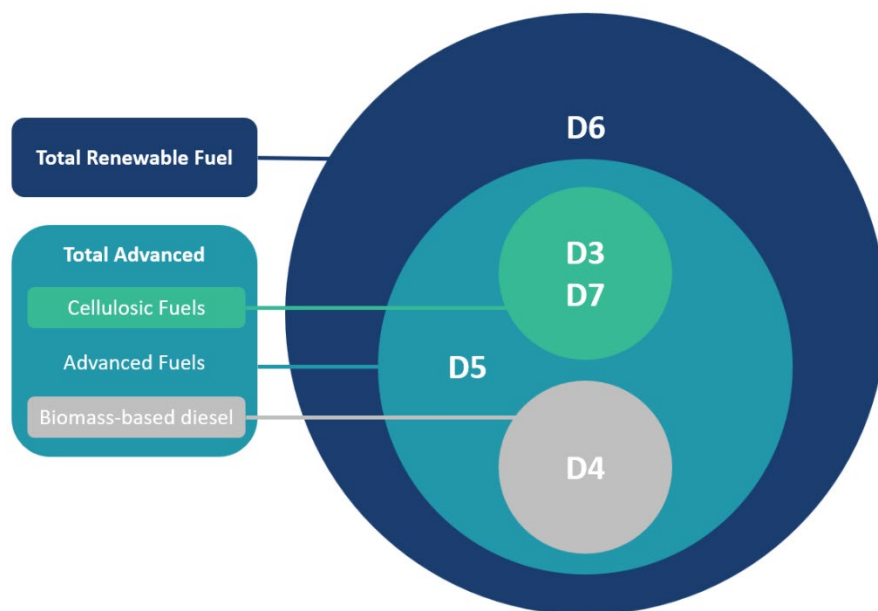 Total Renewable Fuel
Total Advanced
Cellulosic Fuels
Advanced Fuels
Biomass-based diesel
D6
D3
D7
D5
D4